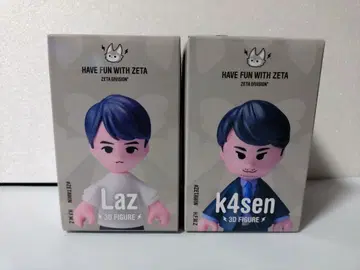 HAVE FUN WITH ZETA
ZETA DIVISION
Laz
3D FIGURE
HAVE FUN WITH ZETA
ZETA DIVISION
k4sen
3D FIGURE